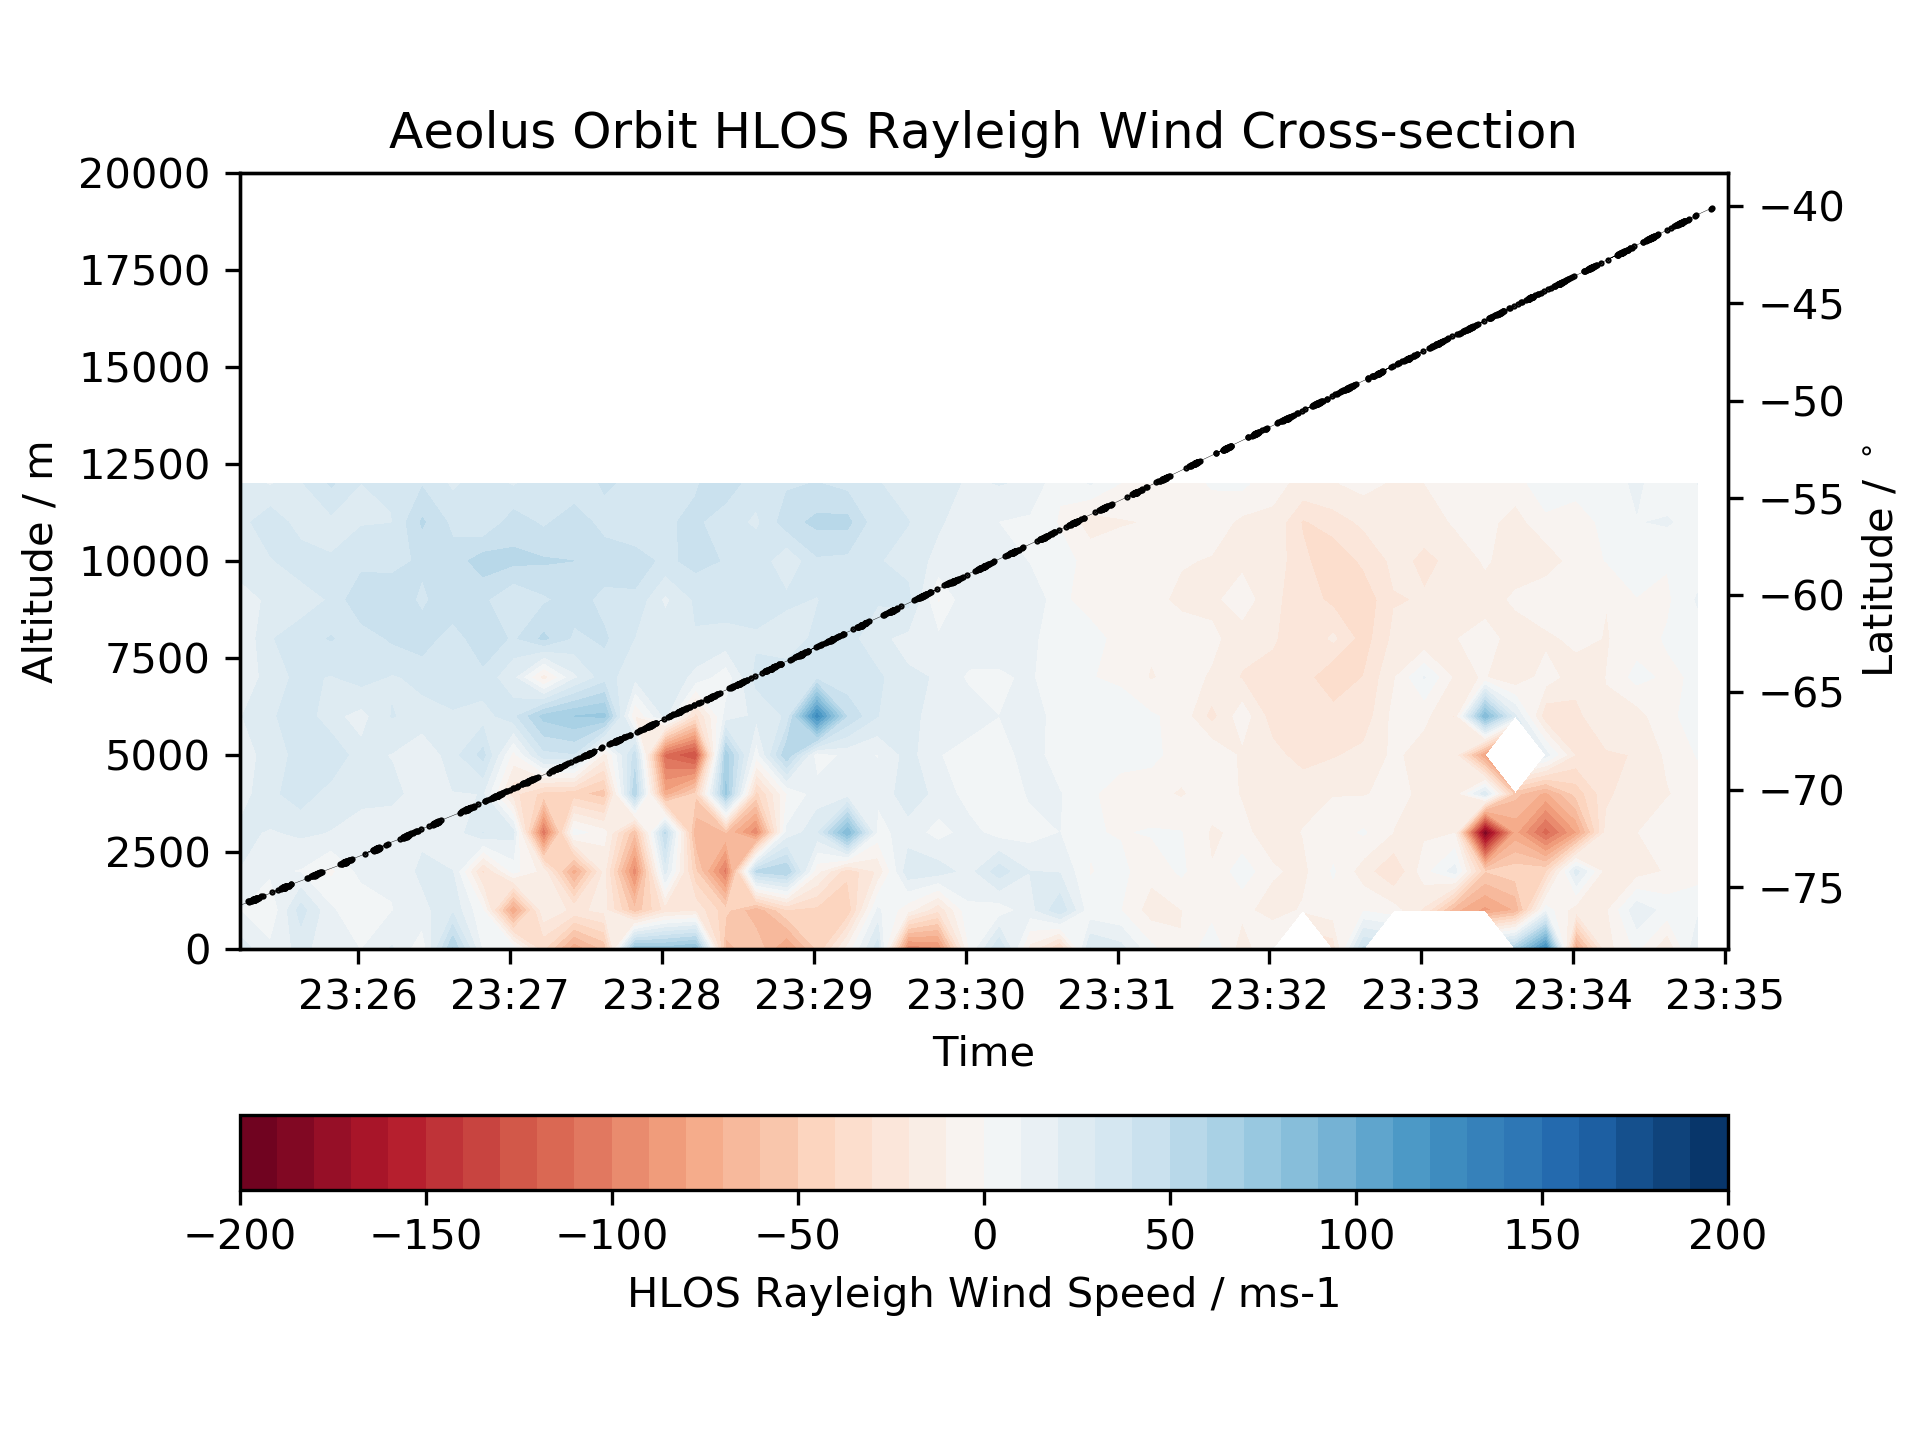 Aeolus Orbit HLOS Rayleigh Wind Cross-section
20000
17500
15000
12500
10000
7500
5000
2500
0
Altitude / m
−40
−45
−50
−55
−60
−65
−70
−75
Latitude / °
23:26 23:27 23:28 23:29 23:30 23:31 23:32 23:33 23:34 23:35
Time
−200 −150 −100 −50 0 50 100 150 200
HLOS Rayleigh Wind Speed / ms-1